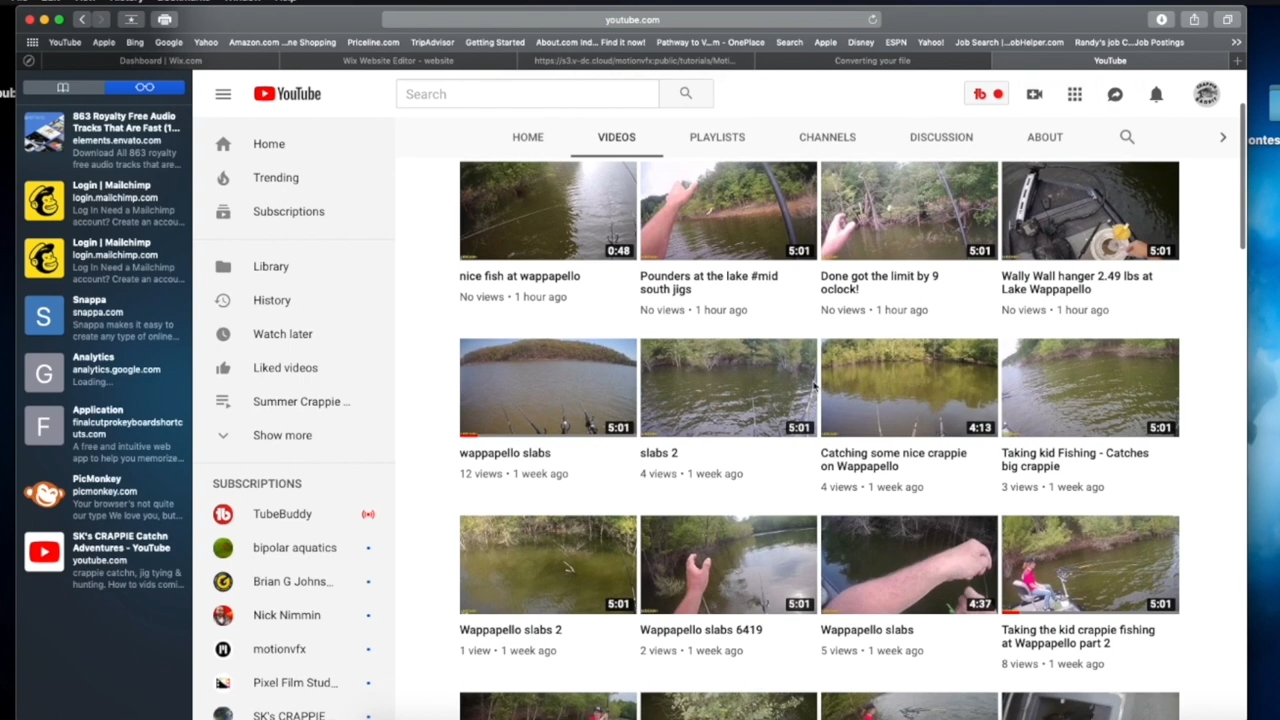 youtube.com
YouTube
Apple
Bing
Google
Yahoo
Amazon.com ...ne Shopping
Priceline.com
TripAdvisor
Getting Started
About.com Ind... Find it now!
Pathway to V...m - OnePlace
Search
Apple
Disney
ESPN
Yahoo!
Job Search |...obHelper.com
Randy's job C...Job Postings
Dashboard | Wix.com
Wix Website Editor - website
https://s3.v-dc.cloud/motionvfx:public/tutorials/Moti...
Converting your file
YouTube
863 Royalty Free Audio
Tracks That Are Fast (1...
elements.envato.com
Download All 863 royalty
free audio tracks that are...
Login | Mailchimp
login.mailchimp.com
Log In Need a Mailchimp
account? Create an accou...
Login | Mailchimp
login.mailchimp.com
Log In Need a Mailchimp
account? Create an accou...
S
Snappa
snappa.com
Snappa makes it easy to
create any type of online...
G
Analytics
analytics.google.com
Loading...
F
Application
finalcutprokeyboardshortc
uts.com
A free and intuitive web
app to help you memorize...
PicMonkey
picmonkey.com
Your browser's not quite
our type We love you, but...
SK's CRAPPIE Catchn
Adventures - YouTube
youtube.com
crappie catchn, jig tying &
hunting. How to vids comi...
YouTube
Search
Home
Trending
Subscriptions
Library
History
Watch later
Liked videos
Summer Crappie ...
Show more
SUBSCRIPTIONS
TubeBuddy
bipolar aquatics
Brian G Johns...
Nick Nimmin
motionvfx
Pixel Film Stud...
SK's CRAPPIE
HOME
VIDEOS
PLAYLISTS
CHANNELS
DISCUSSION
ABOUT
0:48
5:01
5:01
5:01
nice fish at wappapello
No views • 1 hour ago
Pounders at the lake #mid
south jigs
No views • 1 hour ago
Done got the limit by 9
oclock!
No views • 1 hour ago
Wally Wall hanger 2.49 lbs at
Lake Wappapello
No views • 1 hour ago
5:01
5:01
4:13
5:01
wappapello slabs
12 views • 1 week ago
slabs 2
4 views • 1 week ago
Catching some nice crappie
on Wappapello
4 views • 1 week ago
Taking kid Fishing - Catches
big crappie
3 views • 1 week ago
5:01
5:01
4:37
5:01
Wappapello slabs 2
1 view • 1 week ago
Wappapello slabs 6419
2 views • 1 week ago
Wappapello slabs
5 views • 1 week ago
Taking the kid crappie fishing
at Wappapello part 2
8 views • 1 week ago